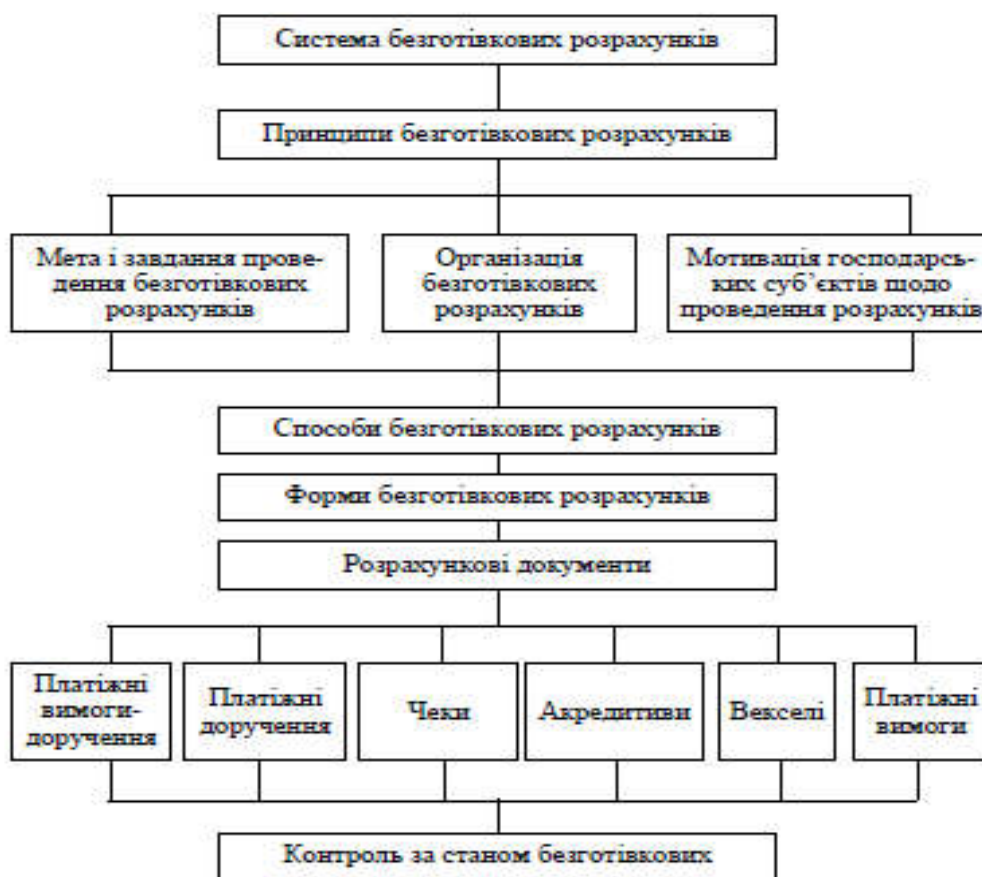 Система безготівкових розрахунків
Принципи безготівкових розрахунків
Мета і завдання прове-
дення безготівкових
розрахунків
Організація
безготівкових
розрахунків
Мотивація господарсь-
ких суб’єктів щодо
проведення розрахунків
Способи безготівкових розрахунків
Форми безготівкових розрахунків
Розрахункові документи
Платіжні
вимоги-
доручення
Платіжні
доручення
Чеки
Акредитиви
Векселі
Платіжні
вимоги
Контроль за станом безготівкових